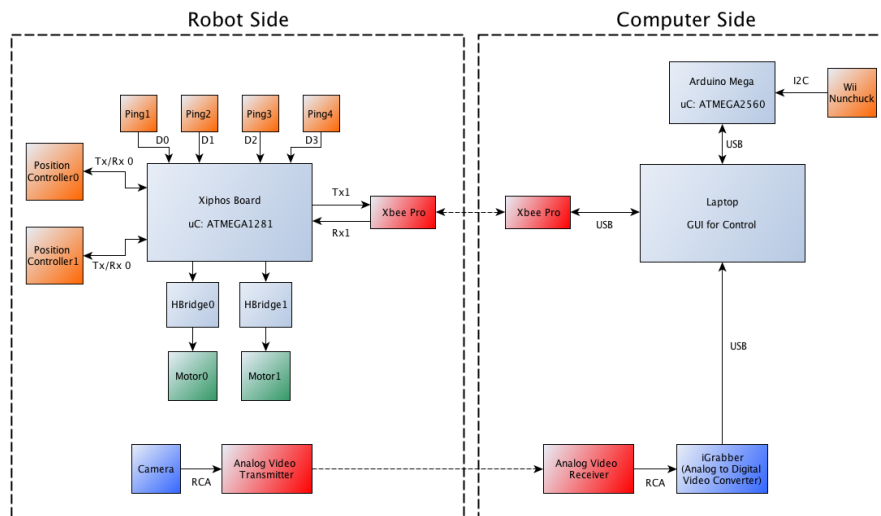 Robot Side
Computer Side
Ping1
Ping2
Ping3
Ping4
D0
D1
D2
D3
Position
Controller0
Tx/Rx 0
Xiphos Board
uC: ATMEGA1281
Tx1
Rx1
Xbee Pro
Position
Controller1
Tx/Rx 0
HBridge0
HBridge1
Motor0
Motor1
Camera
RCA
Analog Video
Transmitter
Arduino Mega
uC: ATMEGA2560
I2C
Wii
Nunchuck
USB
Xbee Pro
USB
Laptop
GUI for Control
USB
Analog Video
Receiver
RCA
iGrabber
(Analog to Digital
Video Converter)